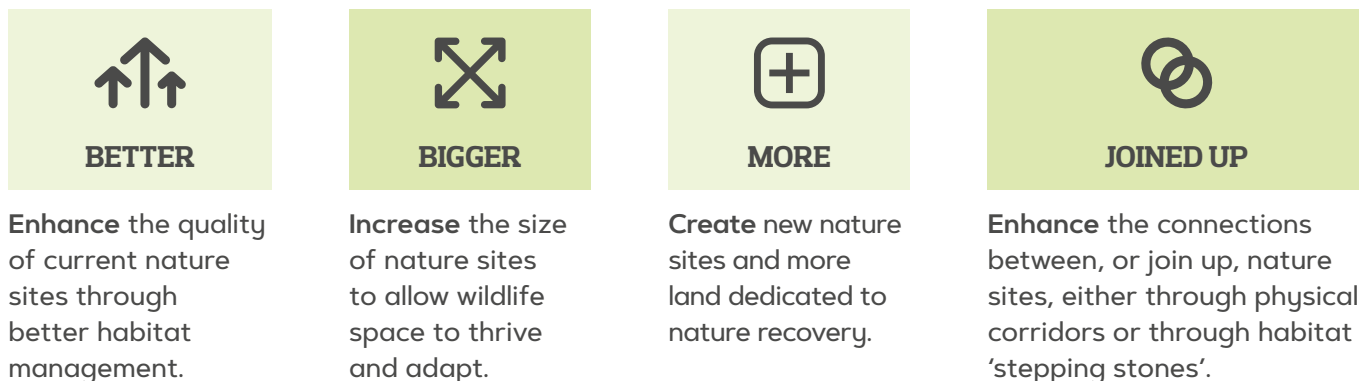 BETTER
Enhance the quality
of current nature
sites through
better habitat
management.
BIGGER
Increase the size
of nature sites
to allow wildlife
space to thrive
and adapt.
MORE
Create new nature
sites and more
land dedicated to
nature recovery.
JOINED UP
Enhance the connections
between, or join up, nature
sites, either through physical
corridors or through habitat
‘stepping stones’.